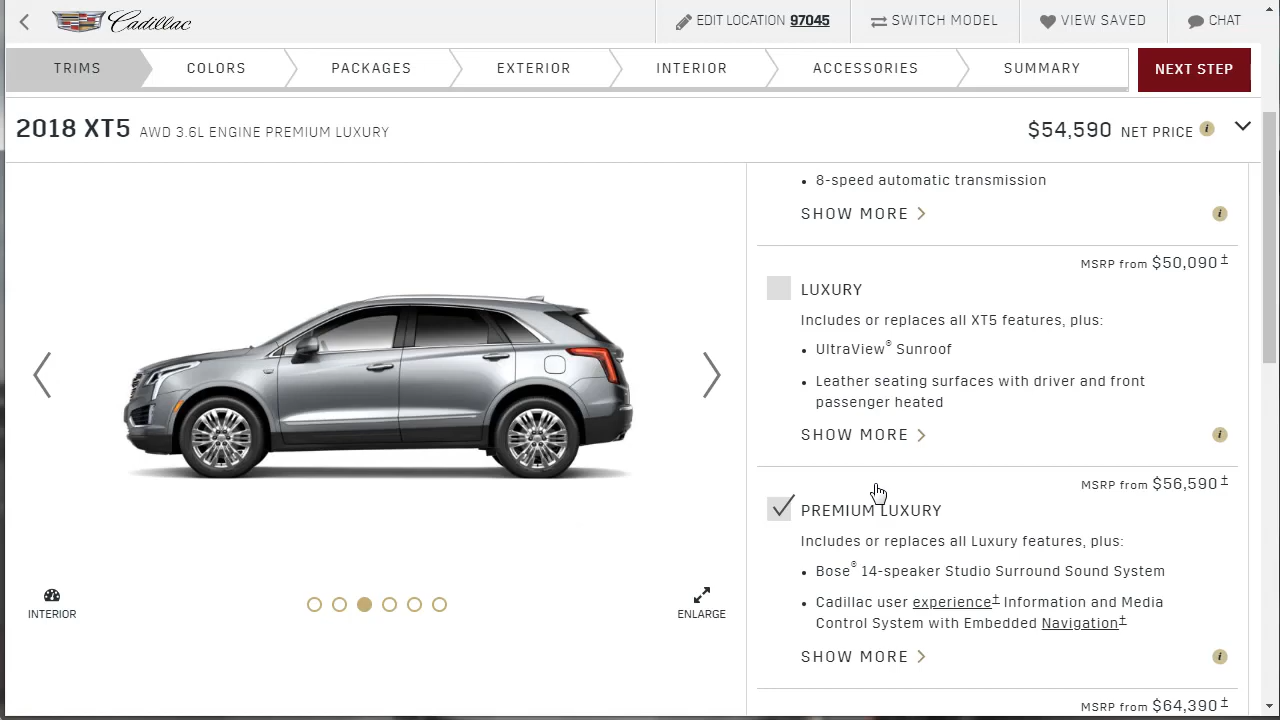 Cadillac
EDIT LOCATION 97045
SWITCH MODEL
VIEW SAVED
CHAT
TRIMS
COLORS
PACKAGES
EXTERIOR
INTERIOR
ACCESSORIES
SUMMARY
NEXT STEP
2018 XT5 AWD 3.6L ENGINE PREMIUM LUXURY
$54,590 NET PRICE i
• 8-speed automatic transmission
SHOW MORE i
MSRP from $50,090±
LUXURY
Includes or replaces all XT5 features, plus:
• UltraView® Sunroof
• Leather seating surfaces with driver and front
passenger heated
SHOW MORE i
MSRP from $56,590±
PREMIUM LUXURY
Includes or replaces all Luxury features, plus:
• Bose® 14-speaker Studio Surround Sound System
• Cadillac user experience± Information and Media
Control System with Embedded Navigation±
SHOW MORE i
MSRP from $64,390±
INTERIOR
ENLARGE